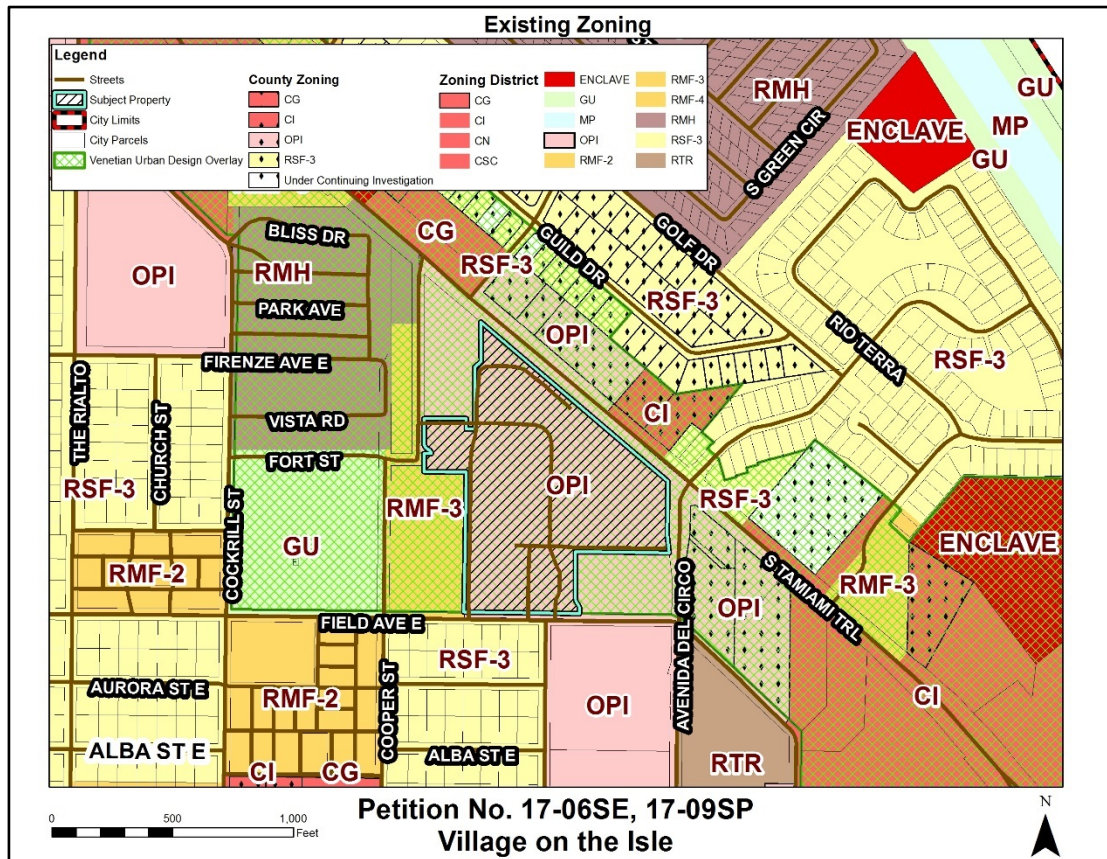 Existing Zoning
Legend
Streets
Subject Property
City Limits
City Parcels
Venetian Urban Design Overlay
County Zoning
CG
CI
OPI
RSF-3
Under Continuing Investigation
Zoning District
CG
CI
CN
CSC
ENCLAVE
GU
MP
OPI
RMF-2
RMF-3
RMF-4
RMH
RSF-3
RTR
RMH
S GREEN CIR
ENCLAVE
GU
MP
GU
OPI
BLISS DR
RMH
PARK AVE
FIRENZE AVE E
VISTA RD
FORT ST
CG
RSF-3
GUILD DR
GOLF DR
RSF-3
OPI
CI
RIO TERRA
RSF-3
THE RIALTO
CHURCH ST
RSF-3
COCKRILL ST
GU
RMF-3
OPI
RSF-3
ENCLAVE
RMF-2
AVENIDA DEL CIRCO
OPI
S TAMIAMI TRL
RMF-3
FIELD AVE E
RSF-3
AURORA ST E
RMF-2
COOPER ST
OPI
CI
ALBA ST E
ALBA ST E
RTR
CI
CG
Petition No. 17-06SE, 17-09SP
Village on the Isle
0 500 1,000
Feet
N